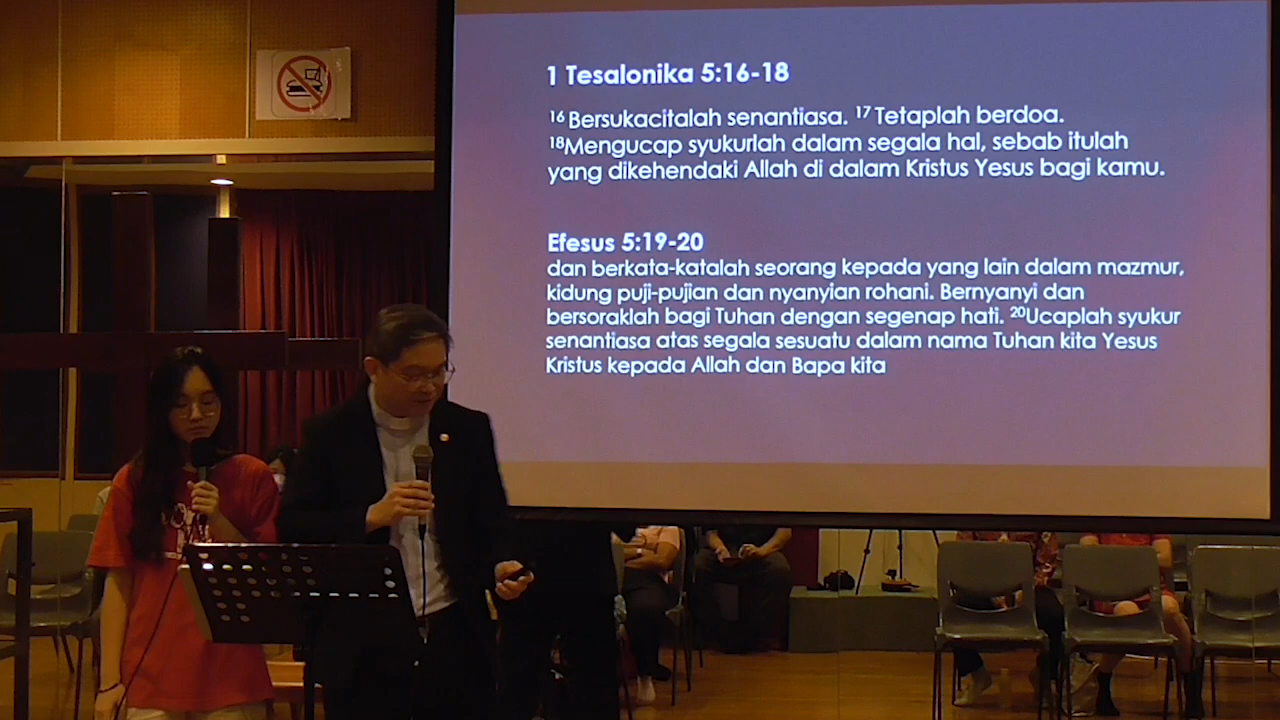 1 Tesalonika 5:16-18
16 Bersukacitalah senantiasa. 17 Tetaplah berdoa.
18Mengucap syukurlah dalam segala hal, sebab itulah
yang dikehendaki Allah di dalam Kristus Yesus bagi kamu.
Efesus 5:19-20
dan berkata-katalah seorang kepada yang lain dalam mazmur,
kidung puji-pujian dan nyanyian rohani. Bernyanyi dan
bersoraklah bagi Tuhan dengan segenap hati. 20Ucaplah syukur
senantiasa atas segala sesuatu dalam nama Tuhan kita Yesus
Kristus kepada Allah dan Bapa kita